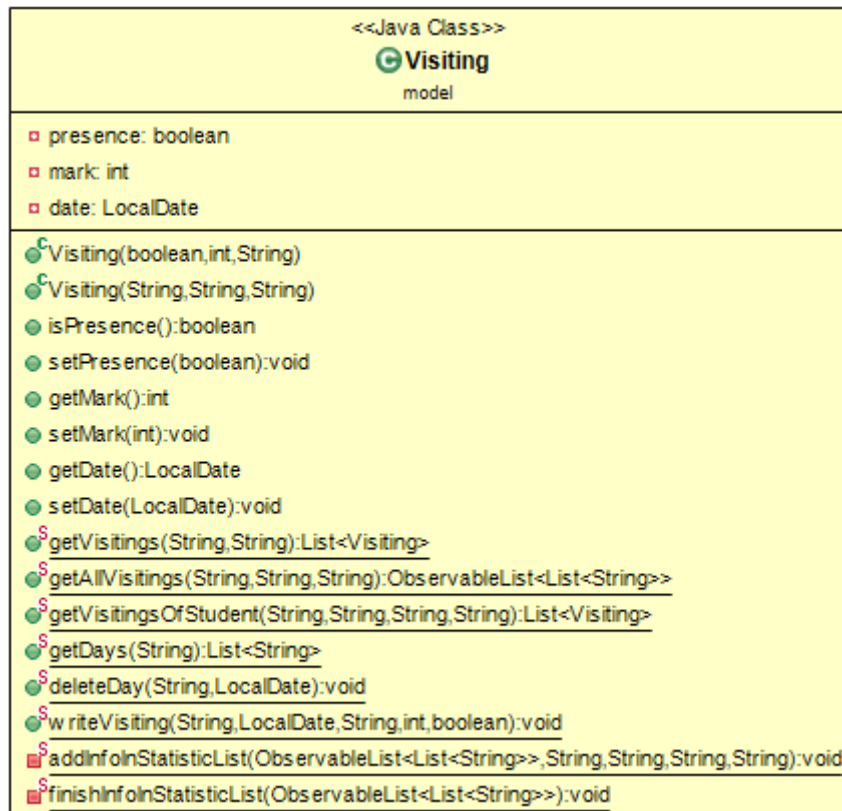 <<Java Class>>
Visiting
model
presence: boolean
mark: int
date: LocalDate
Visiting(boolean,int,String)
Visiting(String,String,String)
isPresence():boolean
setPresence(boolean):void
getMark():int
setMark(int):void
getDate():LocalDate
setDate(LocalDate):void
getVisitings(String,String):List<Visiting>
getAllVisitings(String,String,String):ObservableList<List<String>>
getVisitingsOfStudent(String,String,String,String):List<Visiting>
getDays(String):List<String>
deleteDay(String,LocalDate):void
writeVisiting(String,LocalDate,String,int,boolean):void
addInfoInStatisticList(ObservableList<List<String>>,String,String,String,String):void
finishInfoInStatisticList(ObservableList<List<String>>):void